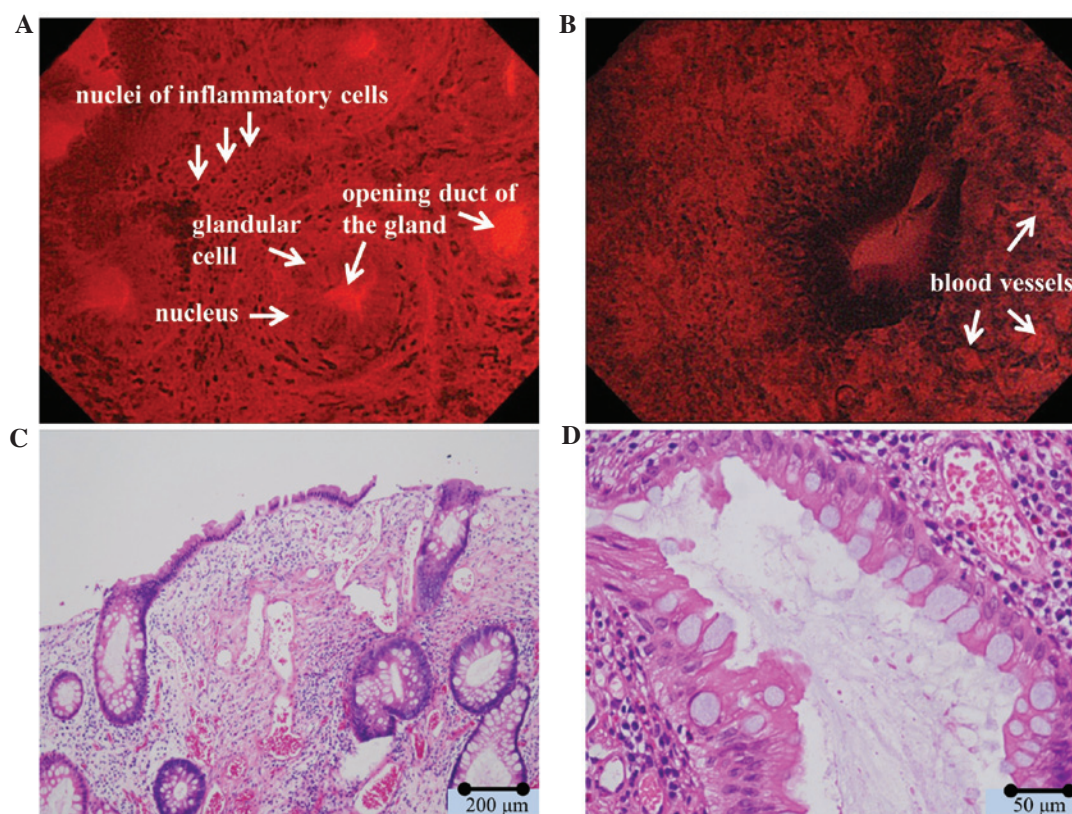 A
B
nuclei of inflammatory cells
opening duct of
the gland
glandular
celll
nucleus
blood vessels
C
D
200 μm
50 μm